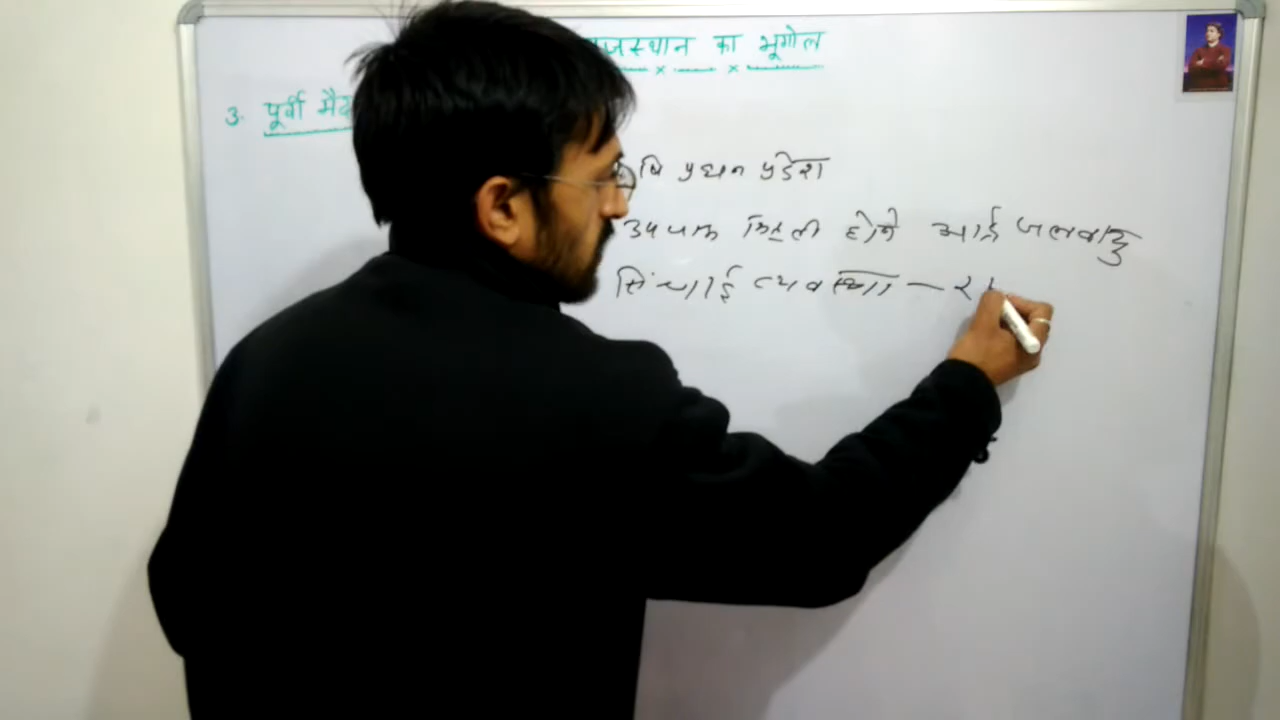 राजस्थान का भूगोल
3. पूर्वी मैद
षि प्रधान प्रदेश
उपजाऊ मिट्टी होने आर्द्र जलवायु
सिंचाई व्यवस्था -